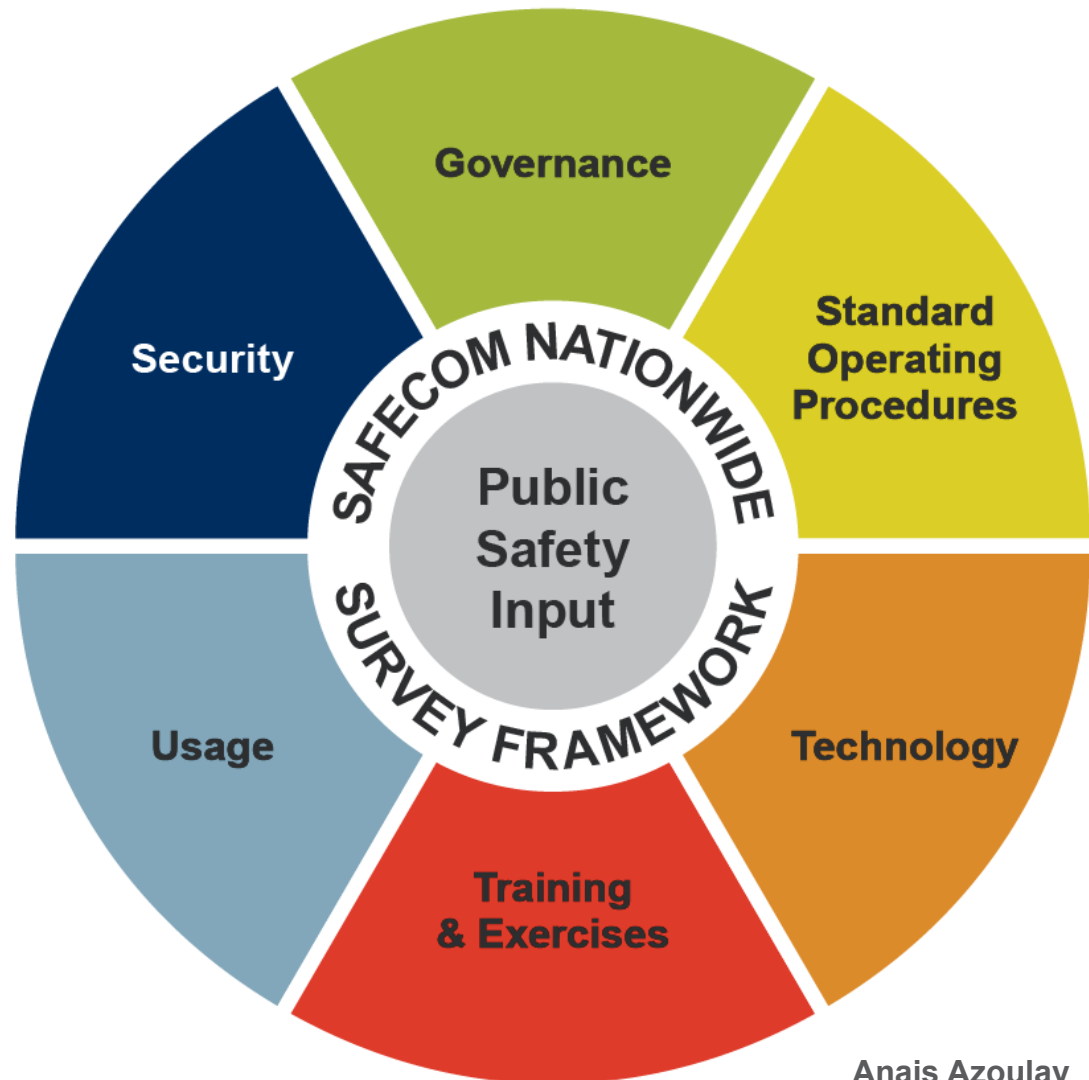 Governance
Standard
Operating
Procedures
Security
SAFECOM NATIONWIDE
Public
Safety
Input
SURVEY FRAMEWORK
Usage
Technology
Training
& Exercises
Anais Azoulay